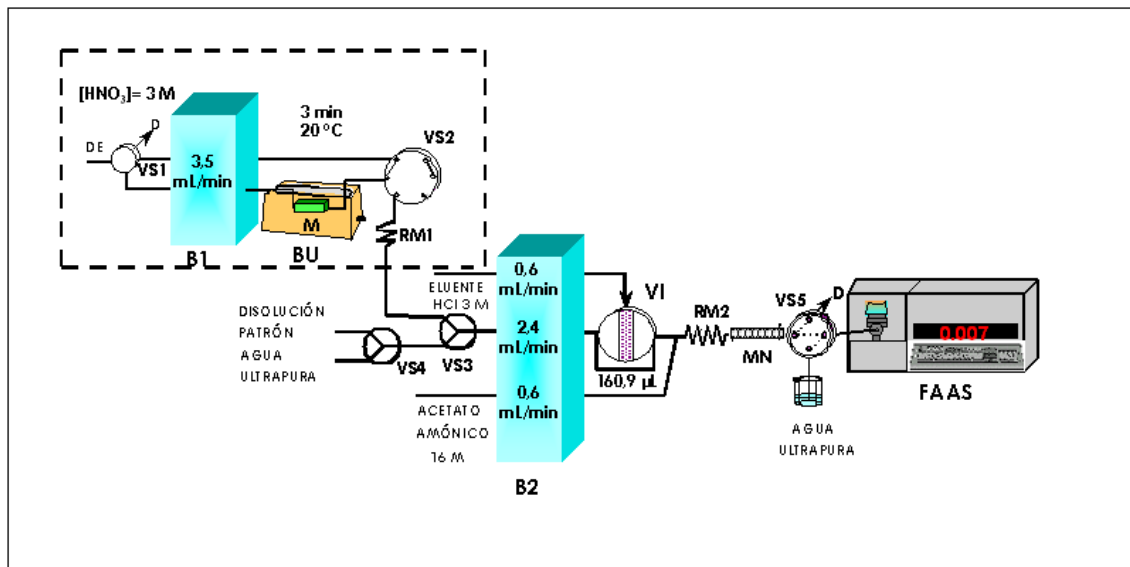 [HNO₃]= 3 M
DE
D
VS1
3,5
mL/min
B1
3 min
20 ºC
M
BU
VS2
RM1
ELUENTE
HCl 3 M
DISOLUCIÓN
PATRÓN
AGUA
ULTRAPURA
VS4
VS3
ACETATO
AMÓNICO
16 M
0,6
mL/min
2,4
mL/min
0,6
mL/min
B2
VI
160,9 µL
RM2
MN
VS5
D
AGUA
ULTRAPURA
0.007
FAAS